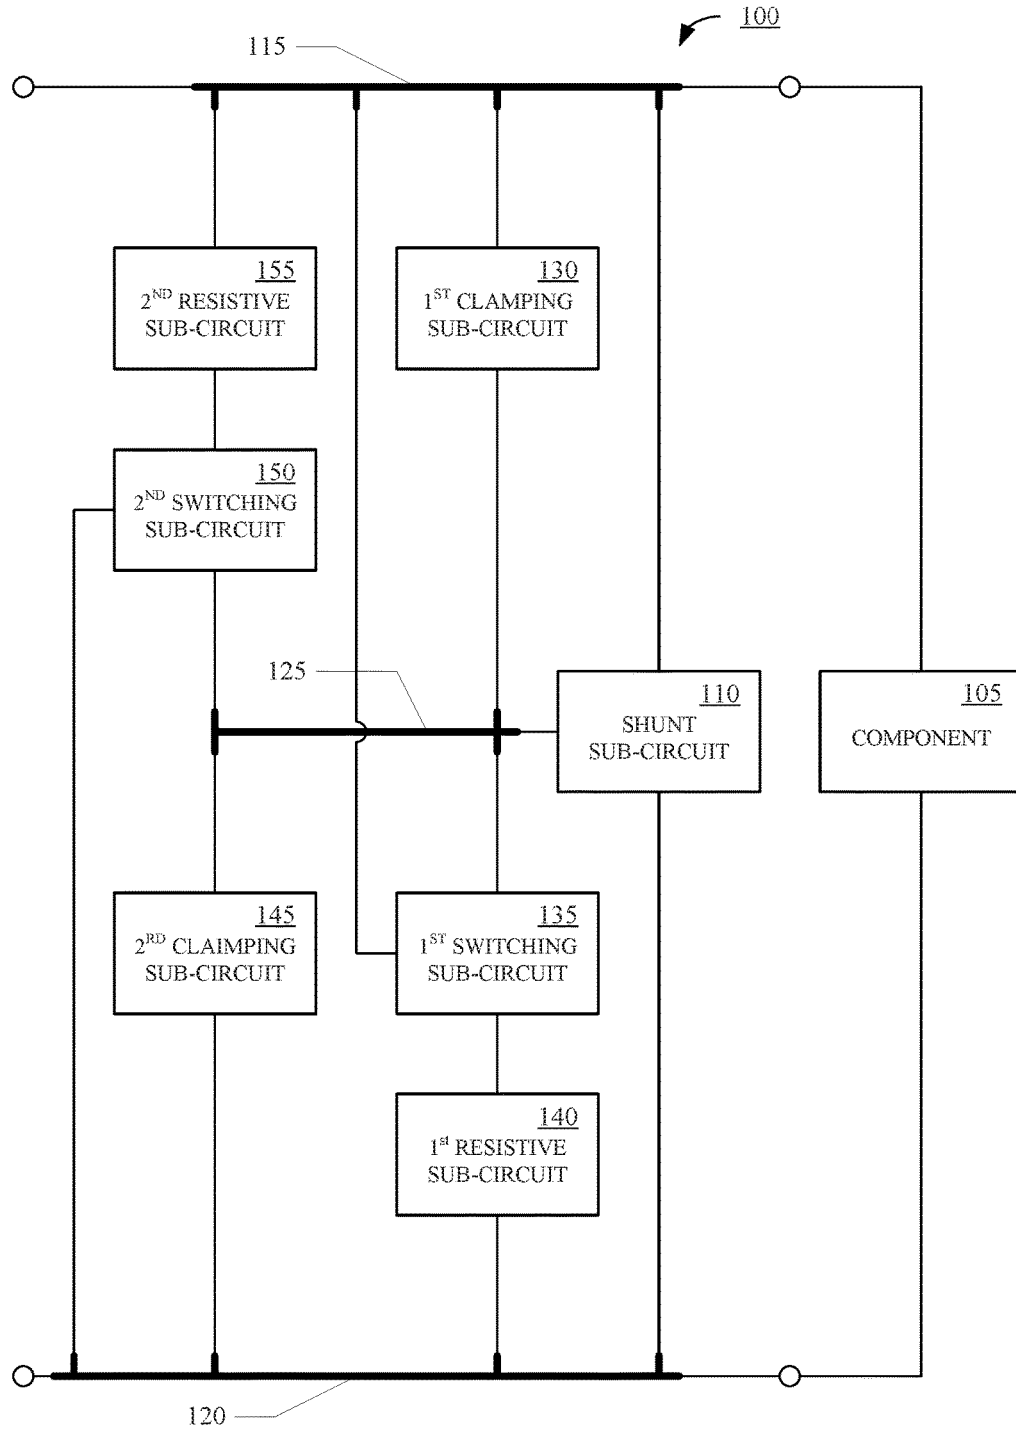 100
115
155
2ND RESISTIVE
SUB-CIRCUIT
130
1ST CLAMPING
SUB-CIRCUIT
150
2ND SWITCHING
SUB-CIRCUIT
125
110
SHUNT
SUB-CIRCUIT
105
COMPONENT
145
2RD CLAIMPING
SUB-CIRCUIT
135
1ST SWITCHING
SUB-CIRCUIT
140
1st RESISTIVE
SUB-CIRCUIT
120